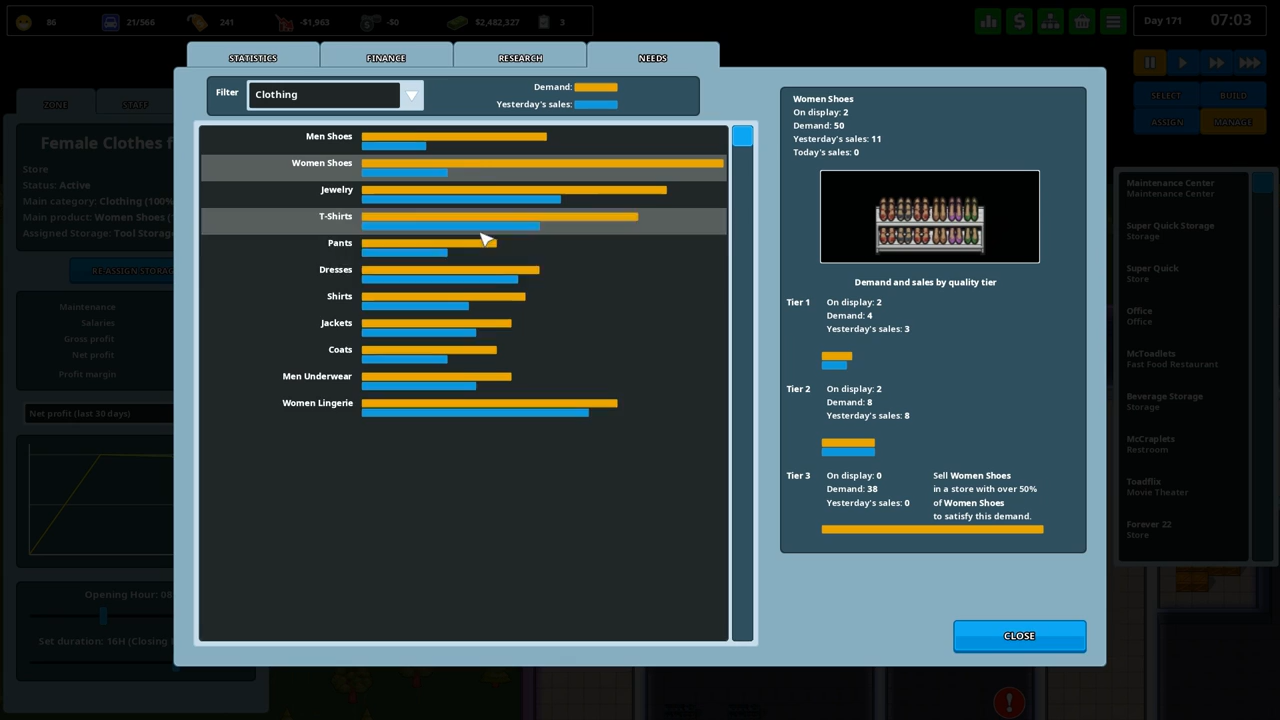 86
21/566
241
-$1,963
-$0
$2,482,327
3
Day 171
07:03
STATISTICS
FINANCE
RESEARCH
NEEDS
Filter
Clothing
Demand:
Yesterday's sales:
Men Shoes
Women Shoes
Jewelry
T-Shirts
Pants
Dresses
Shirts
Jackets
Coats
Men Underwear
Women Lingerie
Women Shoes
On display: 2
Demand: 50
Yesterday's sales: 11
Today's sales: 0
Demand and sales by quality tier
Tier 1
On display: 2
Demand: 4
Yesterday's sales: 3
Tier 2
On display: 2
Demand: 8
Yesterday's sales: 8
Tier 3
On display: 0
Demand: 38
Yesterday's sales: 0
Sell Women Shoes
in a store with over 50%
of Women Shoes
to satisfy this demand.
CLOSE
ZONE
STAFF
Female Clothes f
Store
Status: Active
Main category: Clothing (100%
Main product: Women Shoes (
Assigned Storage: Tool Storag
RE-ASSIGN STORAG
Maintenance
Salaries
Gross profit
Net profit
Profit margin
Net profit (last 30 days)
Opening Hour: 08
Set duration: 16H (Closing
SELECT
BUILD
ASSIGN
MANAGE
Maintenance Center
Maintenance Center
Super Quick Storage
Storage
Super Quick
Store
Office
Office
McToadlets
Fast Food Restaurant
Beverage Storage
Storage
McCraplets
Restroom
Toadflix
Movie Theater
Forever 22
Store